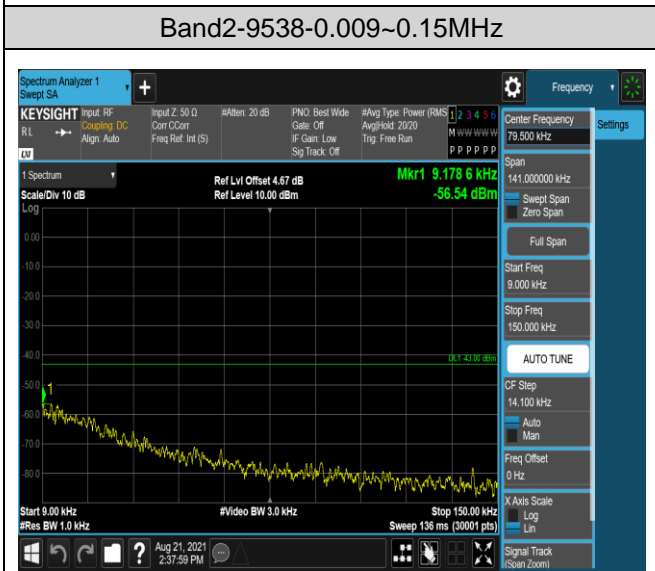 Band2-9538-0.009~0.15MHz
Spectrum Analyzer 1
Swept SA
+
Frequency
KEYSIGHT Input: RF Input Z: 50 Ω #Atten: 20 dB PNO: Best Wide #Avg Type: Power (RMS 1 2 3 4 5 6
RL Coupling: DC Corr CCorr Gate: Off Avg|Hold: 20/20 M W W W W W
Align: Auto Freq Ref: Int (S) IF Gain: Low Trig: Free Run
LXI Sig Track: Off P P P P P P
Center Frequency
79.500 kHz
Settings
Span
141.000000 kHz
Swept Span
Zero Span
Full Span
Start Freq
9.000 kHz
Stop Freq
150.000 kHz
AUTO TUNE
CF Step
14.100 kHz
Auto
Man
Freq Offset
0 Hz
X Axis Scale
Log
Lin
Signal Track
(Span Zoom)
1 Spectrum
Scale/Div 10 dB
Ref Lvl Offset 4.67 dB
Ref Level 10.00 dBm
Mkr1 9.178 6 kHz
-56.54 dBm
Log
0.00
-10.0
-20.0
-30.0
-40.0
DL1 -43.00 dBm
-50.0
1
-60.0
-70.0
-80.0
Start 9.00 kHz #Video BW 3.0 kHz Stop 150.00 kHz
#Res BW 1.0 kHz Sweep 136 ms (30001 pts)
? Aug 21, 2021
2:37:59 PM